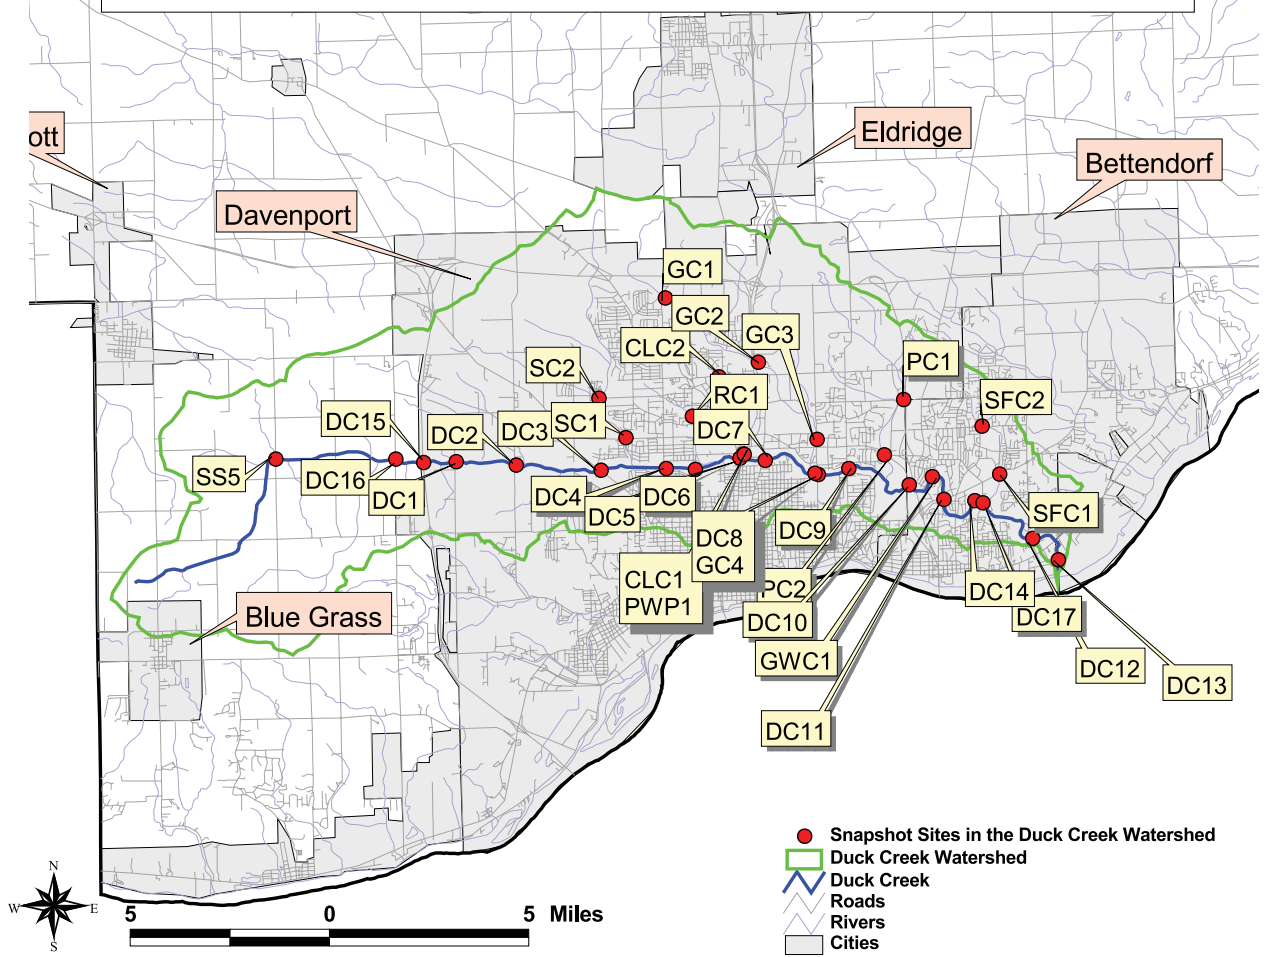 ott
Eldridge
Bettendorf
Davenport
GC1
GC2
GC3
CLC2
PC1
SC2
RC1
SFC2
DC15
DC2
DC3
SC1
DC7
SS5
DC16
DC1
DC4
DC6
DC5
DC9
SFC1
DC8
GC4
CLC1
PWP1
PC2
DC14
DC10
DC17
GWC1
DC12
DC13
DC11
Blue Grass
Snapshot Sites in the Duck Creek Watershed
Duck Creek Watershed
Duck Creek
Roads
Rivers
Cities
N
W E
S
5 0 5 Miles